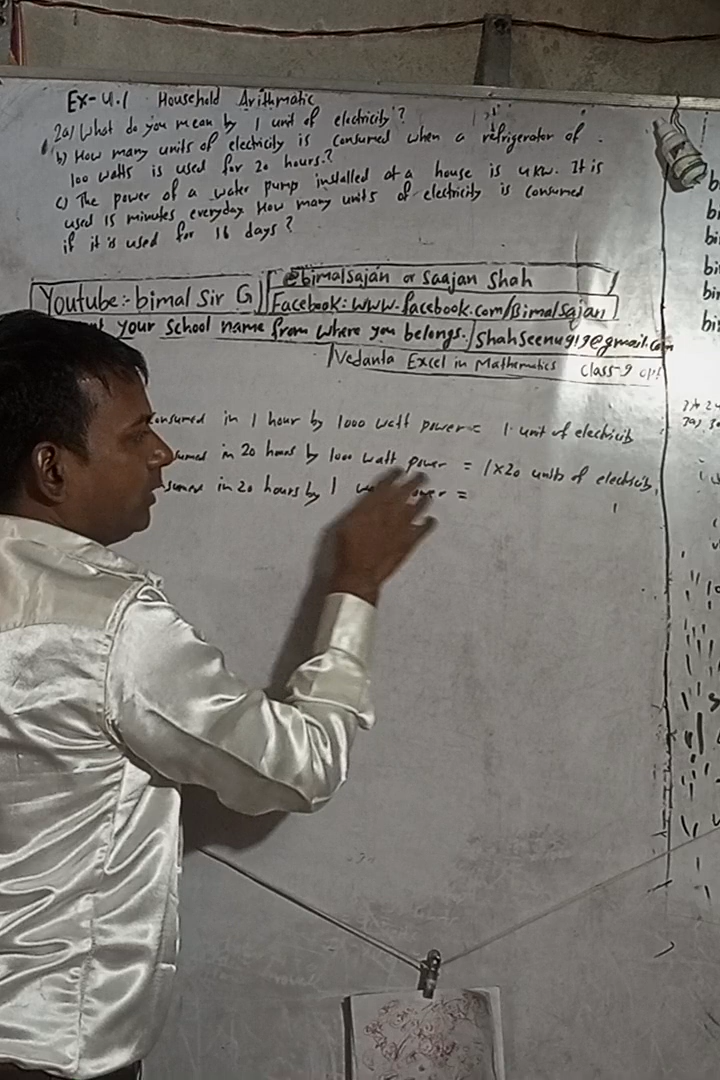 Ex-4.1 Household Arithmatic
2a) What do you mean by 1 unit of electricity?
b) How many units of electricity is consumed when a refrigerator of
100 watts is used for 20 hours?
c) The power of a water pump installed at a house is 4 kw. It is
used 15 minutes everyday. How many units of electricity is consumed
if it is used for 16 days?
@bimalsajan or Saajan Shah
Youtube:- bimal Sir G
Facebook: www.facebook.com/Bimalsajan
your school name from where you belongs. shahseenu919@gmail.com
Vedanta Excel in Mathematics Class-9 opt
consumed in 1 hour by 1000 watt power = 1 unit of electricity
in 20 hours by 1000 watt power = 1×20 units of electricity
in 20 hours by 1 =